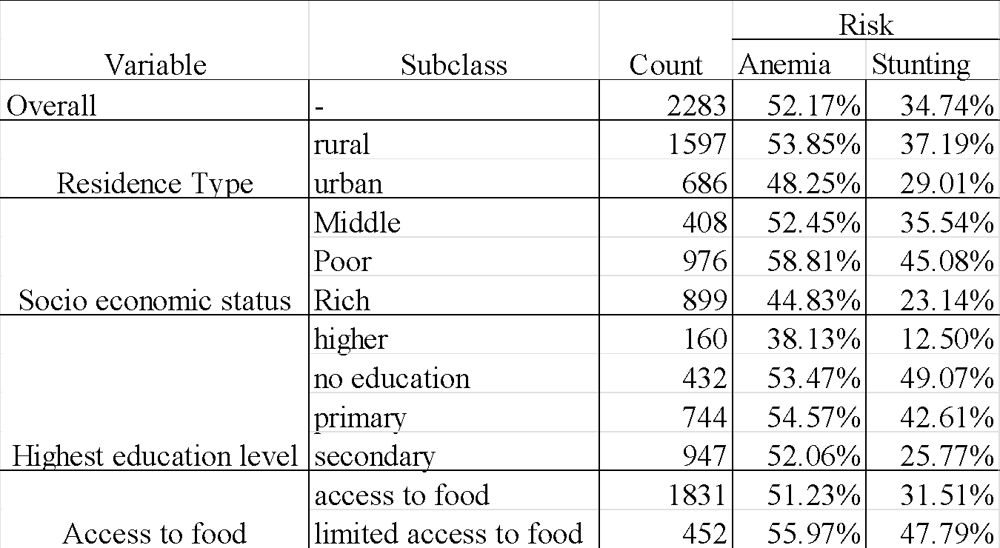 Risk
Variable Subclass Count Anemia Stunting
Overall - 2283 52.17% 34.74%
rural 1597 53.85% 37.19%
Residence Type urban 686 48.25% 29.01%
Middle 408 52.45% 35.54%
Poor 976 58.81% 45.08%
Socio economic status Rich 899 44.83% 23.14%
higher 160 38.13% 12.50%
no education 432 53.47% 49.07%
primary 744 54.57% 42.61%
Highest education level secondary 947 52.06% 25.77%
access to food 1831 51.23% 31.51%
Access to food limited access to food 452 55.97% 47.79%